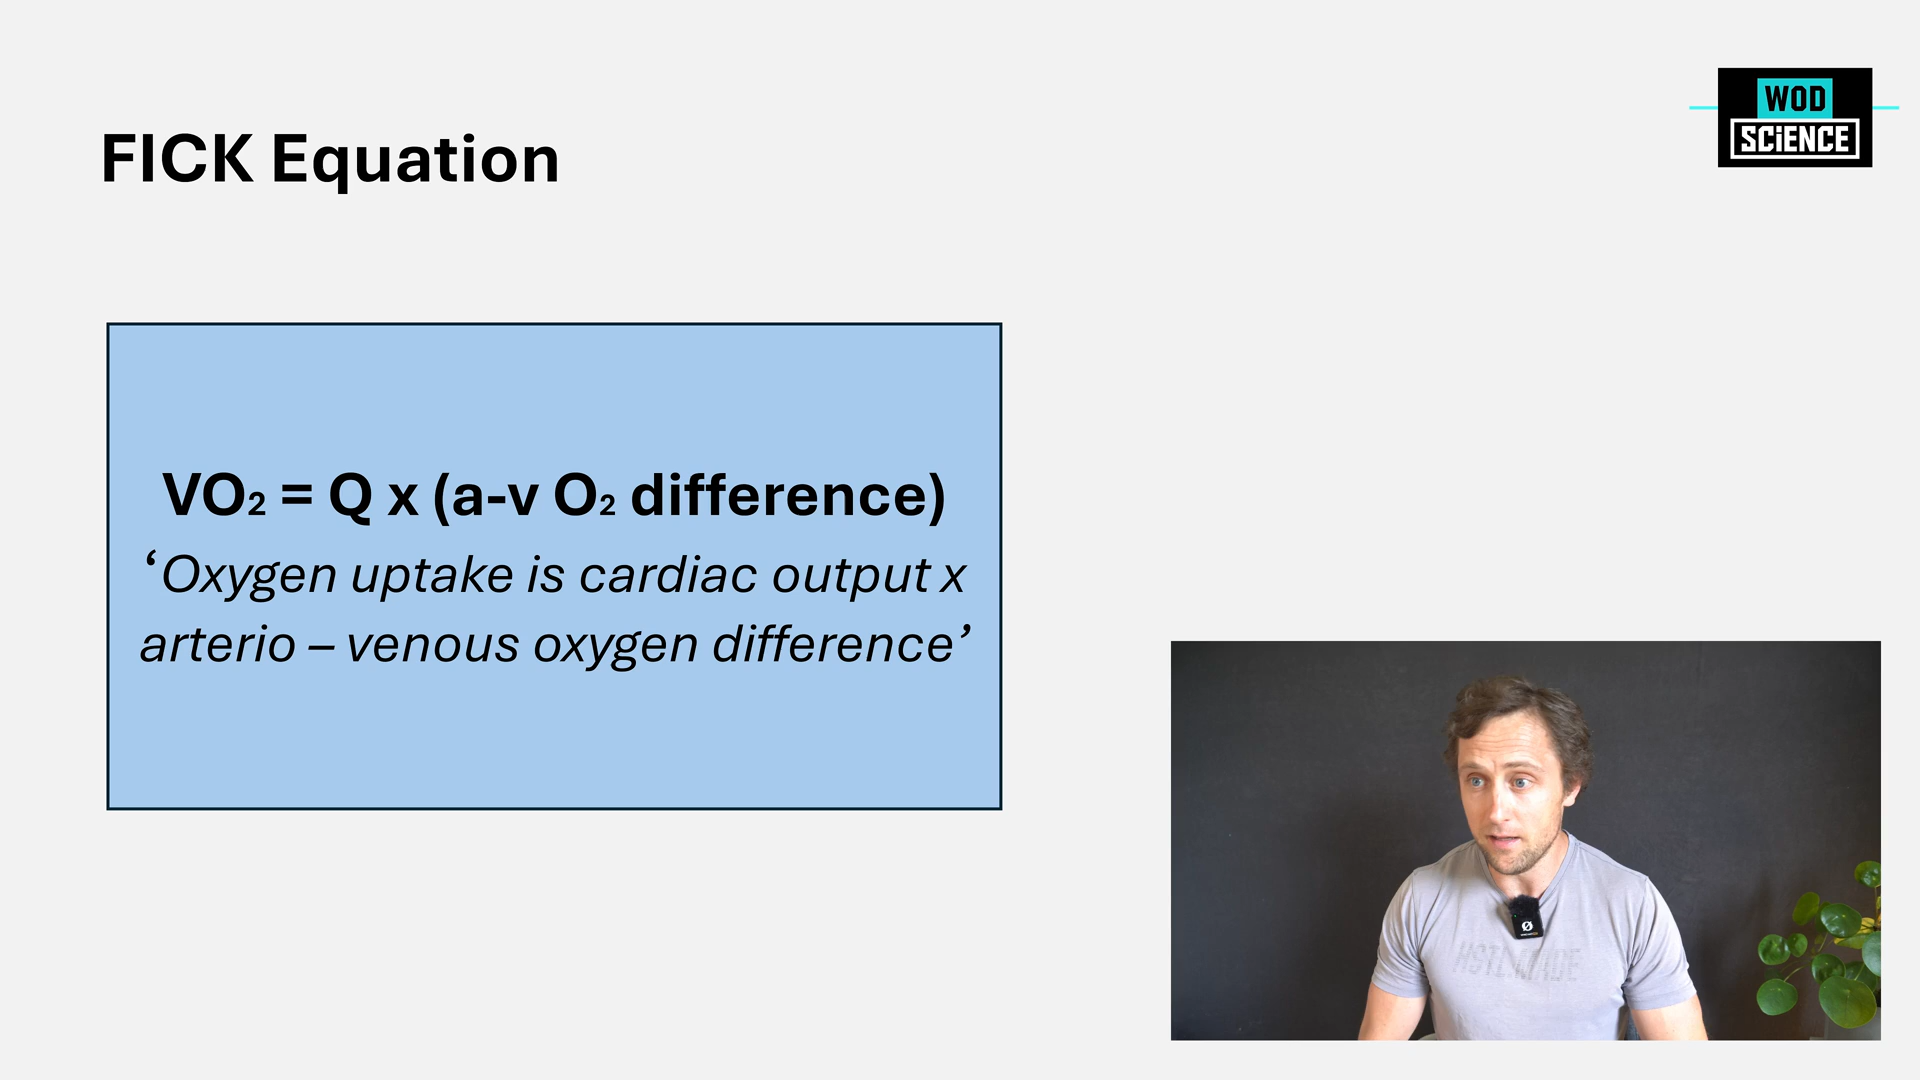 WOD
SCiENCE
FICK Equation
VO₂ = Q x (a-v O₂ difference)
‘Oxygen uptake is cardiac output x
arterio – venous oxygen difference’